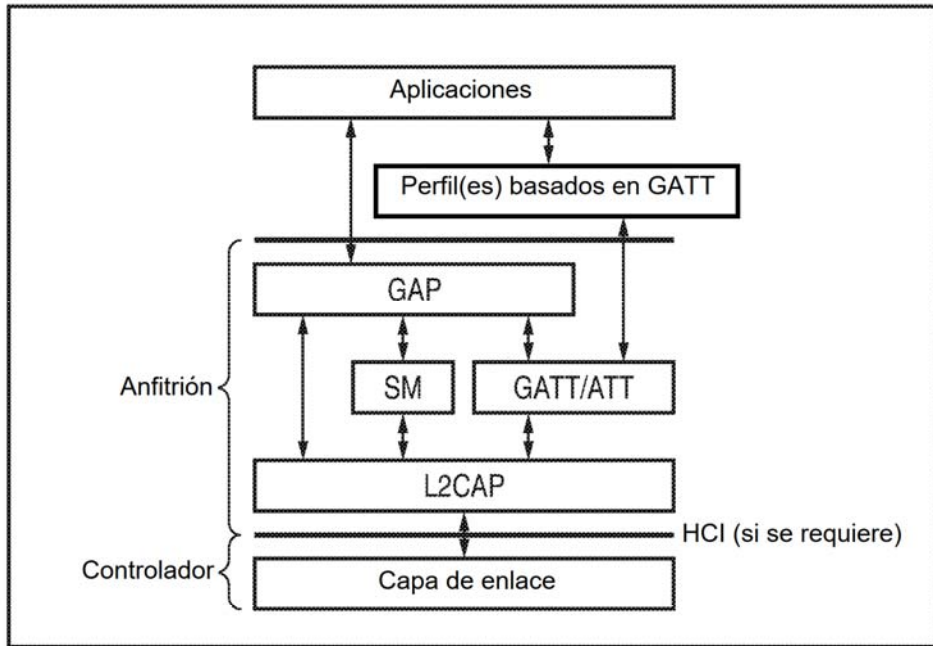 Aplicaciones
Perfil(es) basados en GATT
GAP
Anfitrión
SM
GATT/ATT
L2CAP
HCI (si se requiere)
Controlador
Capa de enlace